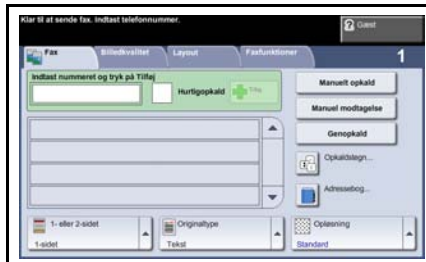 Klar til at sende fax. Indtast telefonnummer.
Gæst
Fax
Billedkvalitet
Layout
Faxfunktioner
1
Indtast nummeret og tryk på Tilføj
Hurtigopkald
Tilføj
Manuelt opkald
Manuel modtagelse
Genopkald
Opkaldstegn...
Adressebog...
1- eller 2-sidet
1-sidet
Originaltype
Tekst
Opløsning
Standard